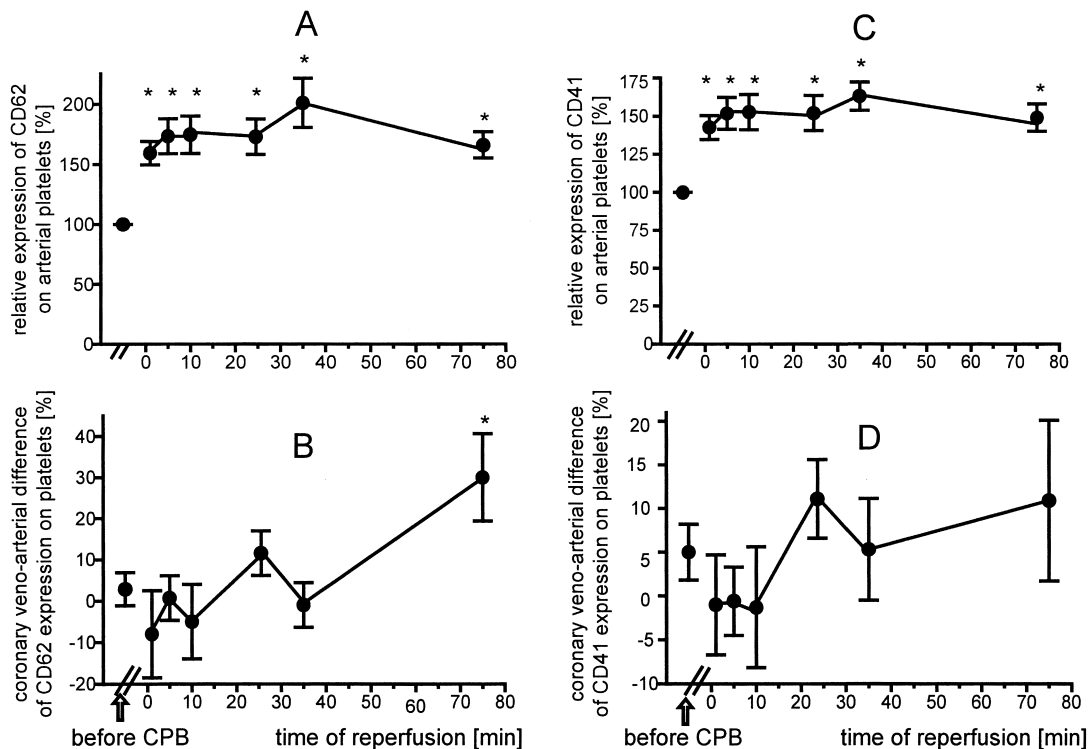 A
relative expression of CD62
on arterial platelets [%]
200
150
100
50
0
* * * * * *
0 10 20 30 40 50 60 70 80
C
relative expression of CD41
on arterial platelets [%]
175
150
125
100
75
50
25
0
* * * * * *
0 10 20 30 40 50 60 70 80
B
coronary veno-arterial difference
of CD62 expression on platelets [%]
40
30
20
10
0
-10
-20
*
0 10 20 30 40 50 60 70 80
before CPB
time of reperfusion [min]
D
coronary veno-arterial difference
of CD41 expression on platelets [%]
20
15
10
5
0
-5
-10
0 10 20 30 40 50 60 70 80
before CPB
time of reperfusion [min]